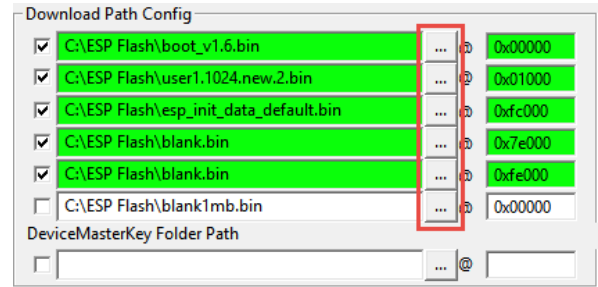 Download Path Config
C:\ESP Flash\boot_v1.6.bin ... @ 0x00000
C:\ESP Flash\user1.1024.new.2.bin ... @ 0x01000
C:\ESP Flash\esp_init_data_default.bin ... @ 0xfc000
C:\ESP Flash\blank.bin ... @ 0x7e000
C:\ESP Flash\blank.bin ... @ 0xfe000
C:\ESP Flash\blank1mb.bin ... @ 0x00000
DeviceMasterKey Folder Path
... @